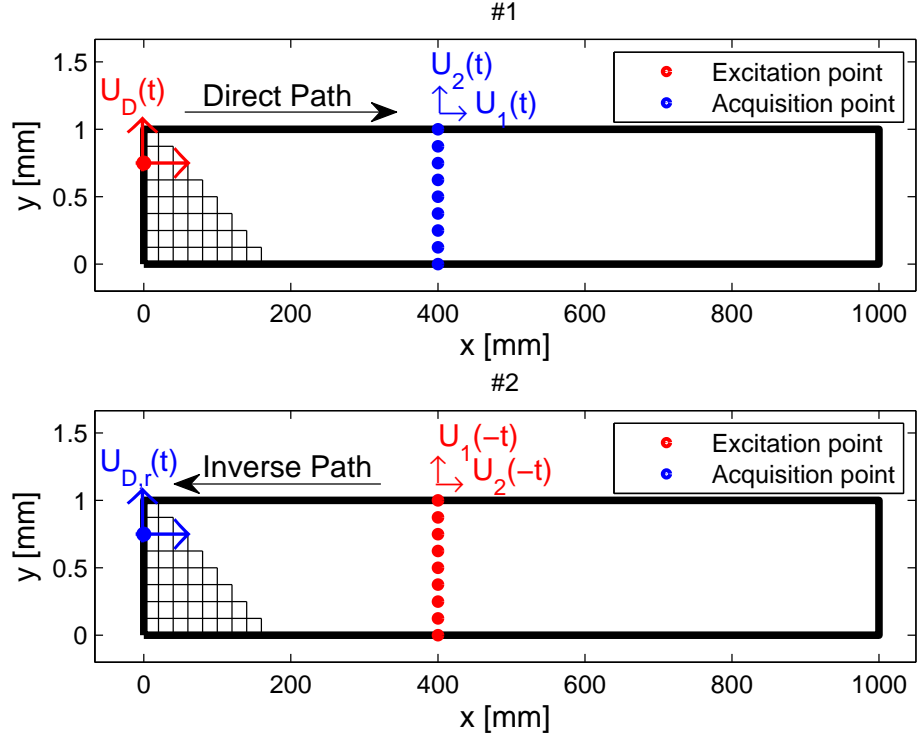 #1
1.5
1
0.5
0
y [mm]
U_D(t)
Direct Path
U_2(t)
U_1(t)
Excitation point
Acquisition point
0 200 400 600 800 1000
x [mm]
#2
1.5
1
0.5
0
y [mm]
U_D,r(t)
Inverse Path
U_1(−t)
U_2(−t)
Excitation point
Acquisition point
0 200 400 600 800 1000
x [mm]